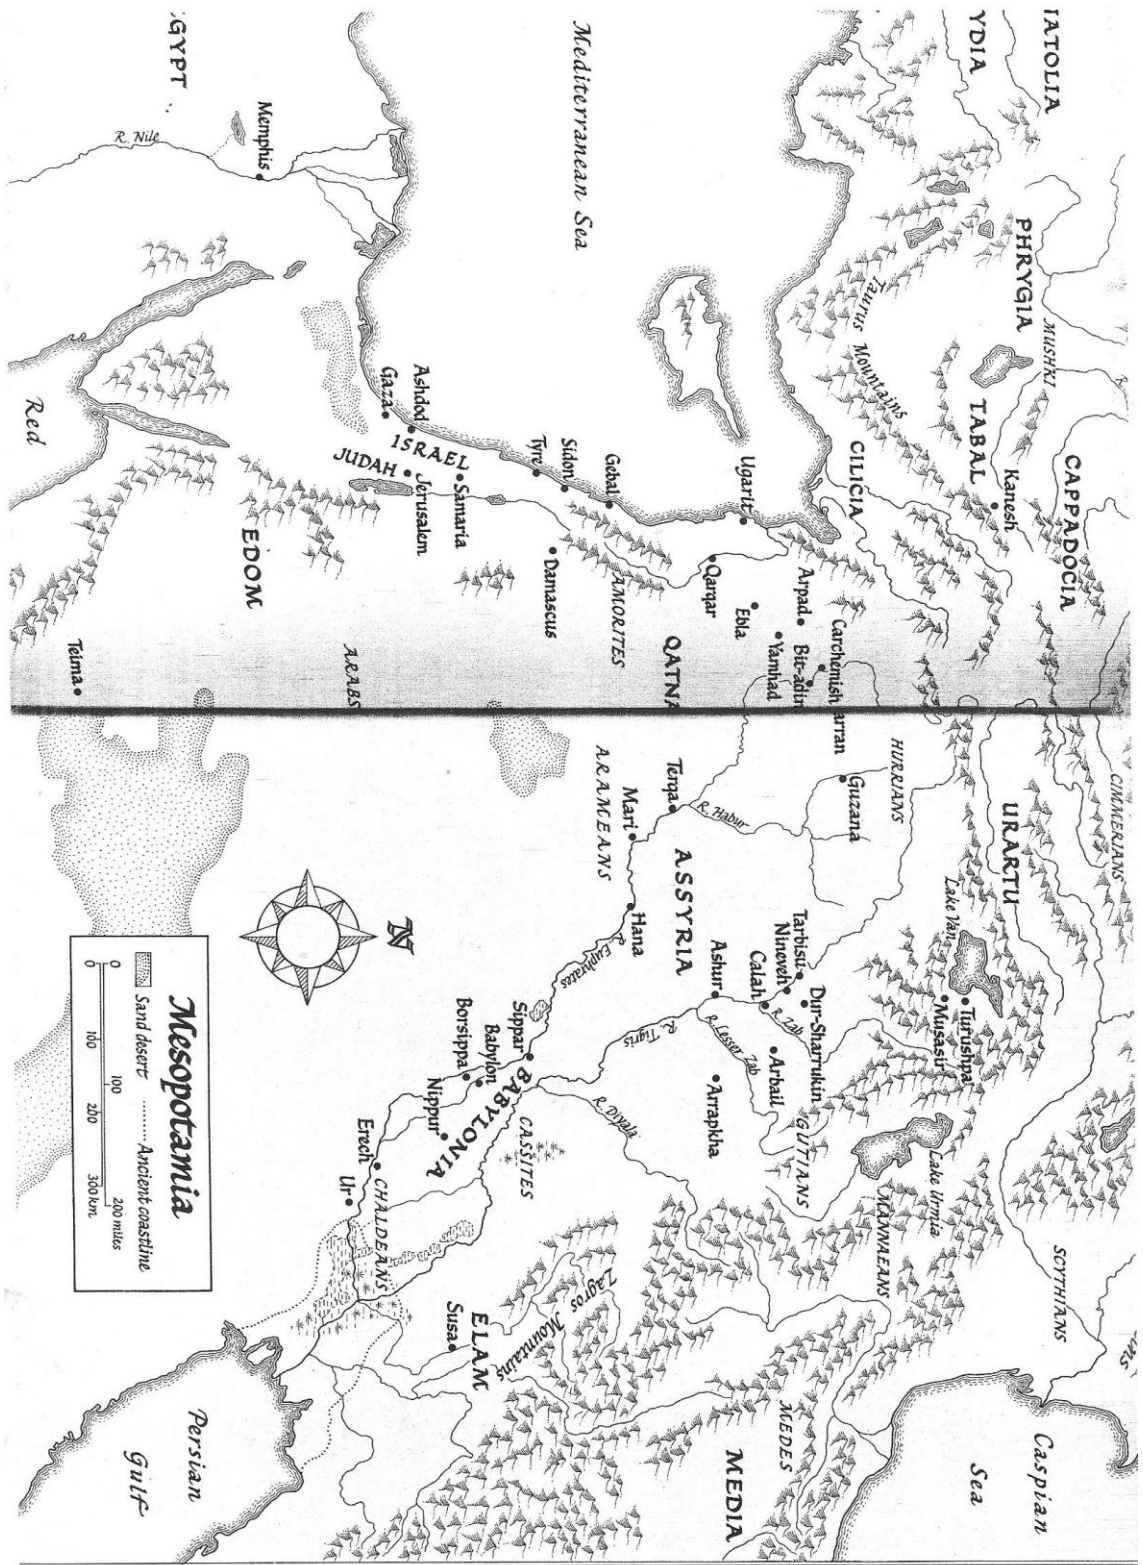 IATOLIA
YDIA
PHRYGIA
MUSHKI
CAPPADOCIA
TABAL
Kanesh
Taurus Mountains
CILICIA
CIMMERIANS
URARTU
Lake Van
Turushpa
Musasir
SCYTHIANS
Caspian
Sea
Lake Urmia
MANNAEANS
HURRIANS
Carchemish
arran
Guzana
Arpad
Bit-adin
Yamhad
Ebla
Ugarit
Qarqar
QATNA
Tarbisu
Nineveh
Calah
Dur-Sharrukin
R. Zab
Arbail
GUTIANS
MEDES
MEDIA
ASSYRIA
Ashur
R. Lesser Zab
Arrapkha
R. Habur
Terqa
Mari
Hana
ARAMEANS
AMORITES
Mediterranean Sea
Gebal
Sidon
Tyre
Damascus
R. Euphrates
R. Tigris
R. Diyala
Zagros
Mountains
Sippar
BABYLONIA
CASSITES
Babylon
Borsippa
Nippur
ELAM
Susa
Erech
Ur
CHALDEANS
ISRAEL
Samaria
Ashdod
Gaza
JUDAH
Jerusalem
EDOM
ARABS
Teima
N
GYPT
Memphis
R. Nile
Red
Persian
Gulf
Mesopotamia
Sand desert Ancient coastline
0 100 200 miles
0 100 200 300 km.